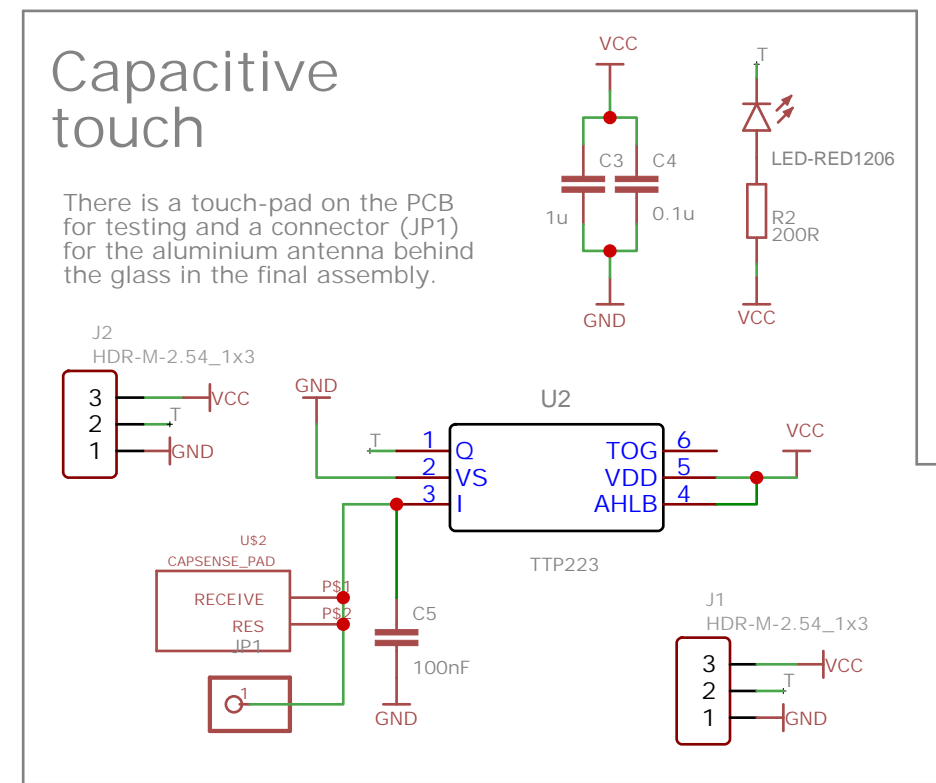 Capacitive
touch
There is a touch-pad on the PCB
for testing and a connector (JP1)
for the aluminium antenna behind
the glass in the final assembly.
VCC
C3
C4
1u
0.1u
GND
T
LED-RED1206
R2
200R
VCC
J2
HDR-M-2.54_1x3
3
VCC
2
T
1
GND
GND
U2
T
1
Q
2
VS
3
I
TOG
6
VDD
5
AHLB
4
VCC
TTP223
U$2
CAPSENSE_PAD
RECEIVE
P$1
RES
P$2
JP1
1
C5
100nF
GND
J1
HDR-M-2.54_1x3
3
VCC
2
T
1
GND